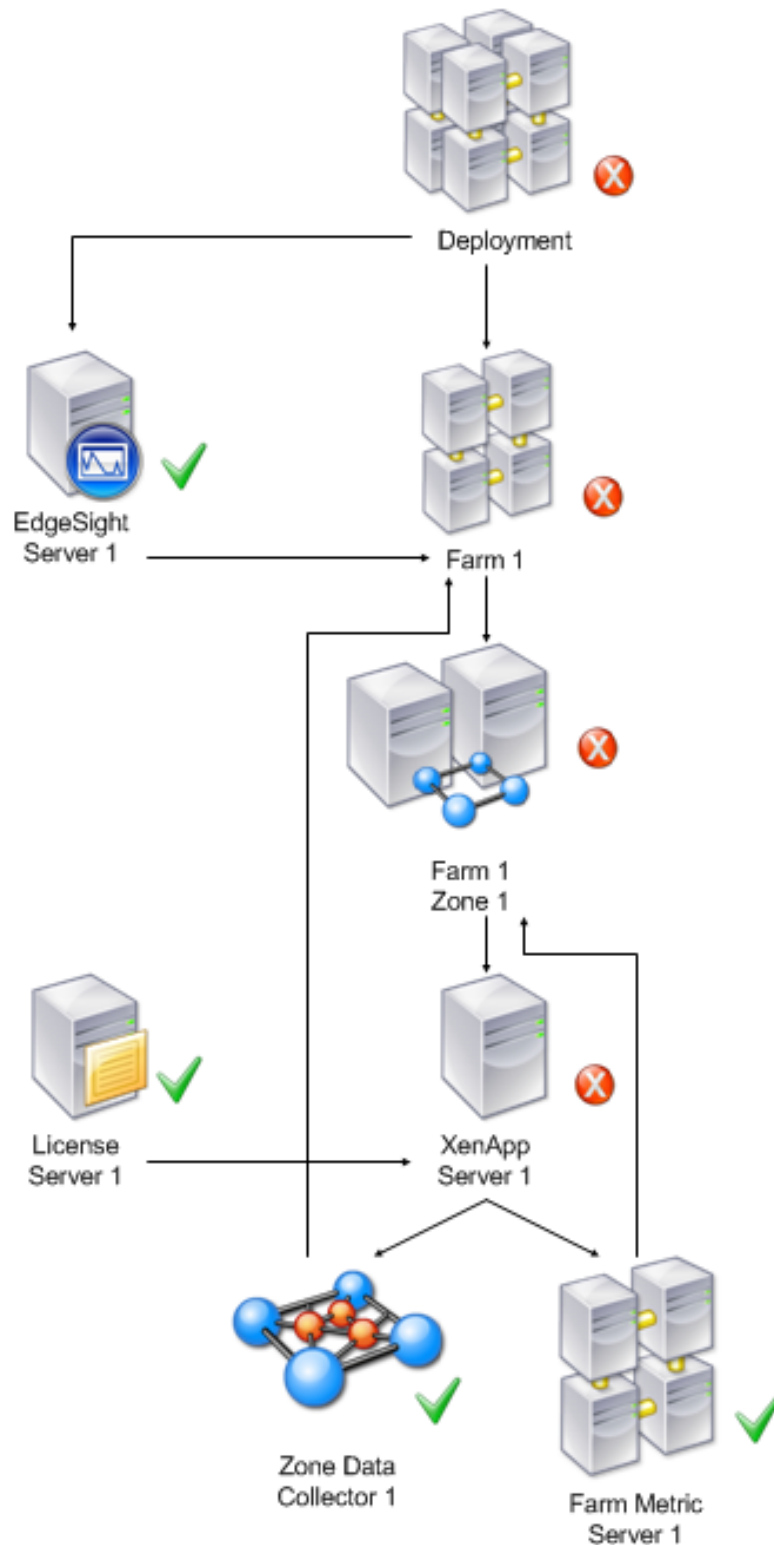 Deployment
EdgeSight
Server 1
Farm 1
Farm 1
Zone 1
License
Server 1
XenApp
Server 1
Zone Data
Collector 1
Farm Metric
Server 1